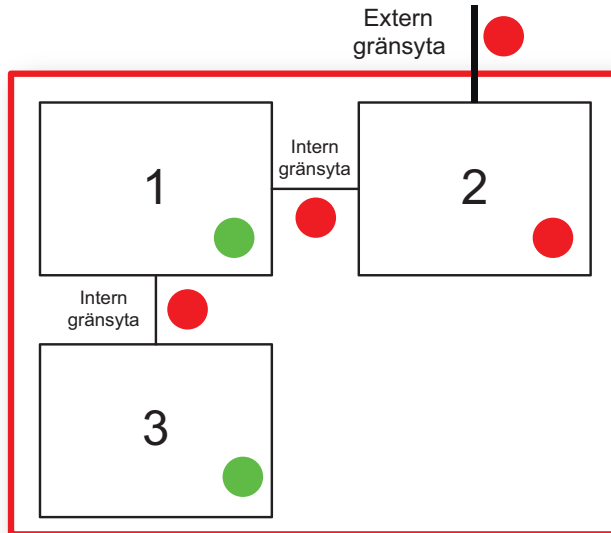 Extern
gränsyta
1
Intern
gränsyta
2
Intern
gränsyta
3